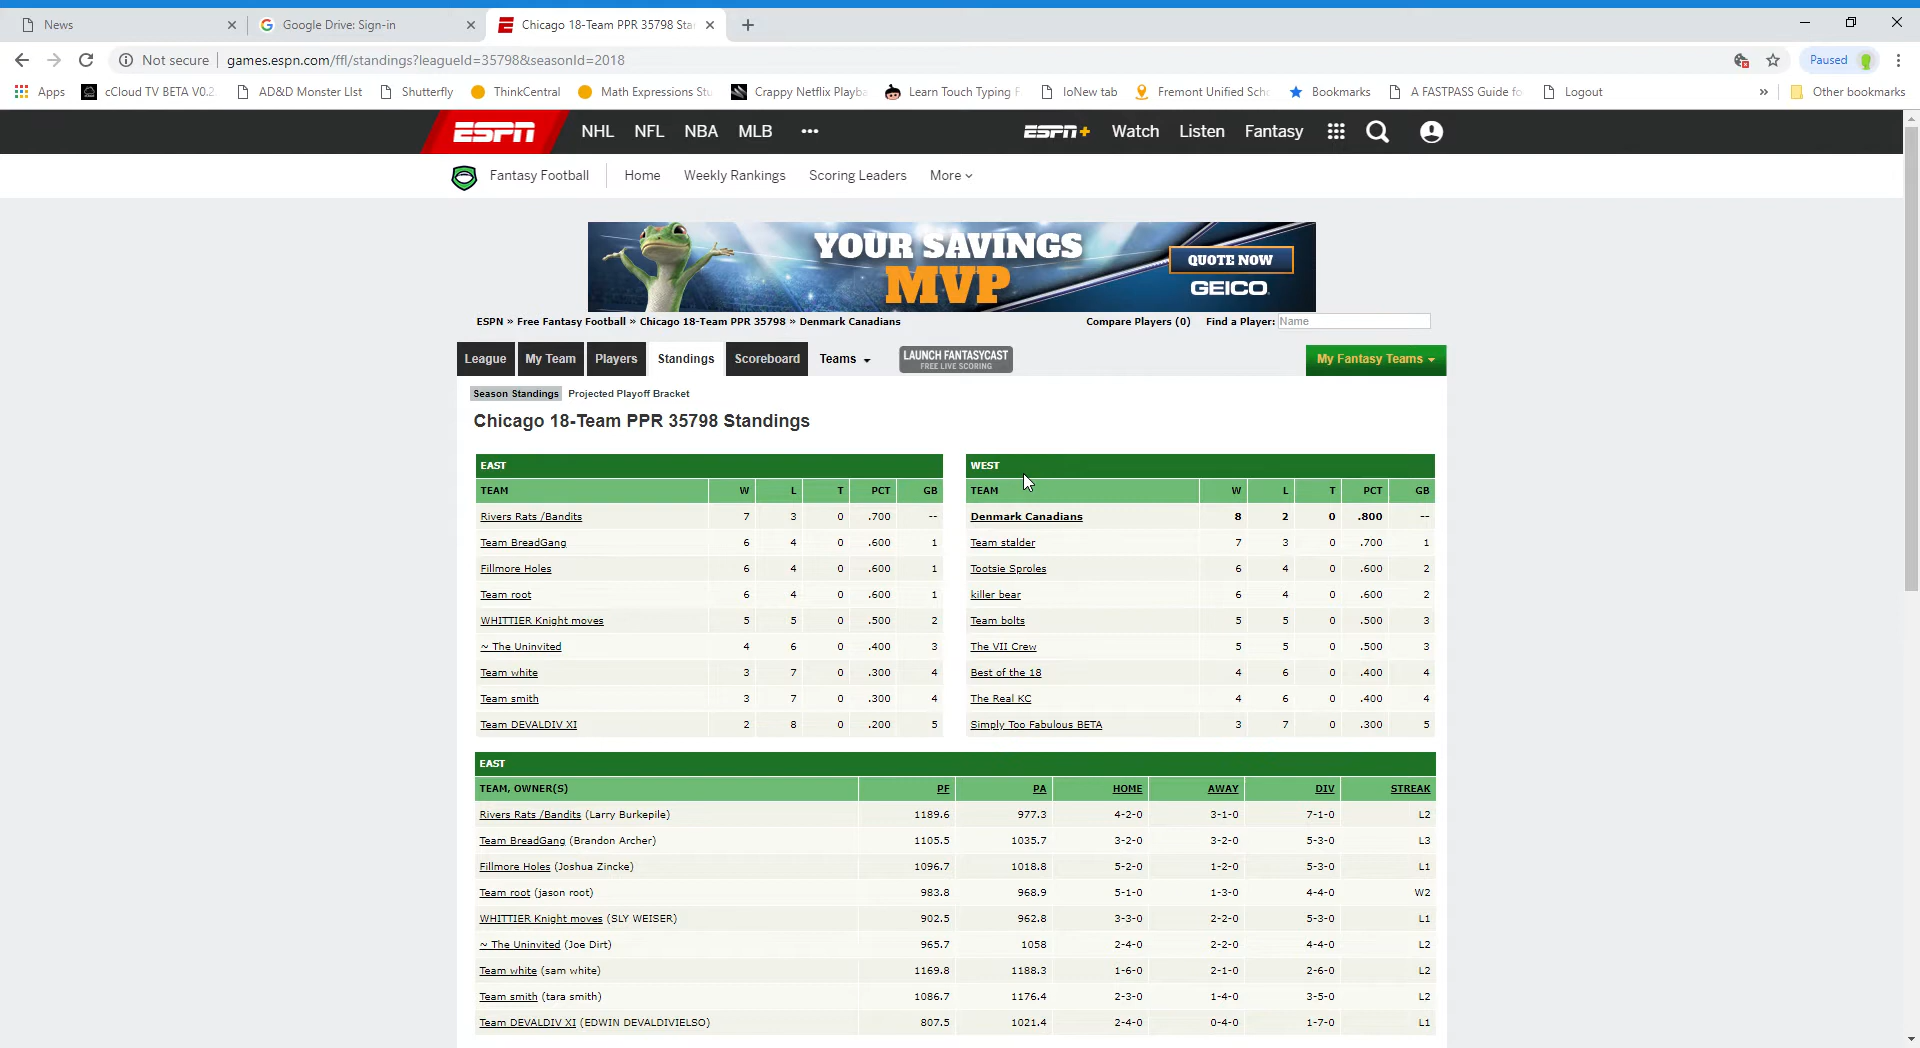 News
Google Drive: Sign-in
Chicago 18-Team PPR 35798 Sta
Not secure games.espn.com/ffl/standings?leagueId=35798&seasonId=2018 Paused
Apps cCloud TV BETA V0.2. AD&D Monster LIst Shutterfly ThinkCentral Math Expressions Stu Crappy Netflix Playba Learn Touch Typing F IoNew tab Fremont Unified Scho Bookmarks A FASTPASS Guide fo Logout » Other bookmarks
ESPN NHL NFL NBA MLB ••• ESPN+ Watch Listen Fantasy
Fantasy Football Home Weekly Rankings Scoring Leaders More
YOUR SAVINGS
MVP
QUOTE NOW
GEICO
ESPN » Free Fantasy Football » Chicago 18-Team PPR 35798 » Denmark Canadians Compare Players (0) Find a Player: Name
League My Team Players Standings Scoreboard Teams LAUNCH FANTASYCAST My Fantasy Teams
FREE LIVE SCORING
Season Standings Projected Playoff Bracket
Chicago 18-Team PPR 35798 Standings
EAST
TEAM W L T PCT GB
Rivers Rats /Bandits 7 3 0 .700 --
Team BreadGang 6 4 0 .600 1
Fillmore Holes 6 4 0 .600 1
Team root 6 4 0 .600 1
WHITTIER Knight moves 5 5 0 .500 2
~ The Uninvited 4 6 0 .400 3
Team white 3 7 0 .300 4
Team smith 3 7 0 .300 4
Team DEVALDIV XI 2 8 0 .200 5
WEST
TEAM W L T PCT GB
Denmark Canadians 8 2 0 .800 --
Team stalder 7 3 0 .700 1
Tootsie Sproles 6 4 0 .600 2
killer bear 6 4 0 .600 2
Team bolts 5 5 0 .500 3
The VII Crew 5 5 0 .500 3
Best of the 18 4 6 0 .400 4
The Real KC 4 6 0 .400 4
Simply Too Fabulous BETA 3 7 0 .300 5
EAST
TEAM, OWNER(S) PF PA HOME AWAY DIV STREAK
Rivers Rats /Bandits (Larry Burkepile) 1189.6 977.3 4-2-0 3-1-0 7-1-0 L2
Team BreadGang (Brandon Archer) 1105.5 1035.7 3-2-0 3-2-0 5-3-0 L3
Fillmore Holes (Joshua Zincke) 1096.7 1018.8 5-2-0 1-2-0 5-3-0 L1
Team root (jason root) 983.8 968.9 5-1-0 1-3-0 4-4-0 W2
WHITTIER Knight moves (SLY WEISER) 902.5 962.8 3-3-0 2-2-0 5-3-0 L1
~ The Uninvited (Joe Dirt) 965.7 1058 2-4-0 2-2-0 4-4-0 L2
Team white (sam white) 1169.8 1188.3 1-6-0 2-1-0 2-6-0 L2
Team smith (tara smith) 1086.7 1176.4 2-3-0 1-4-0 3-5-0 L2
Team DEVALDIV XI (EDWIN DEVALDIVIELSO) 807.5 1021.4 2-4-0 0-4-0 1-7-0 L1